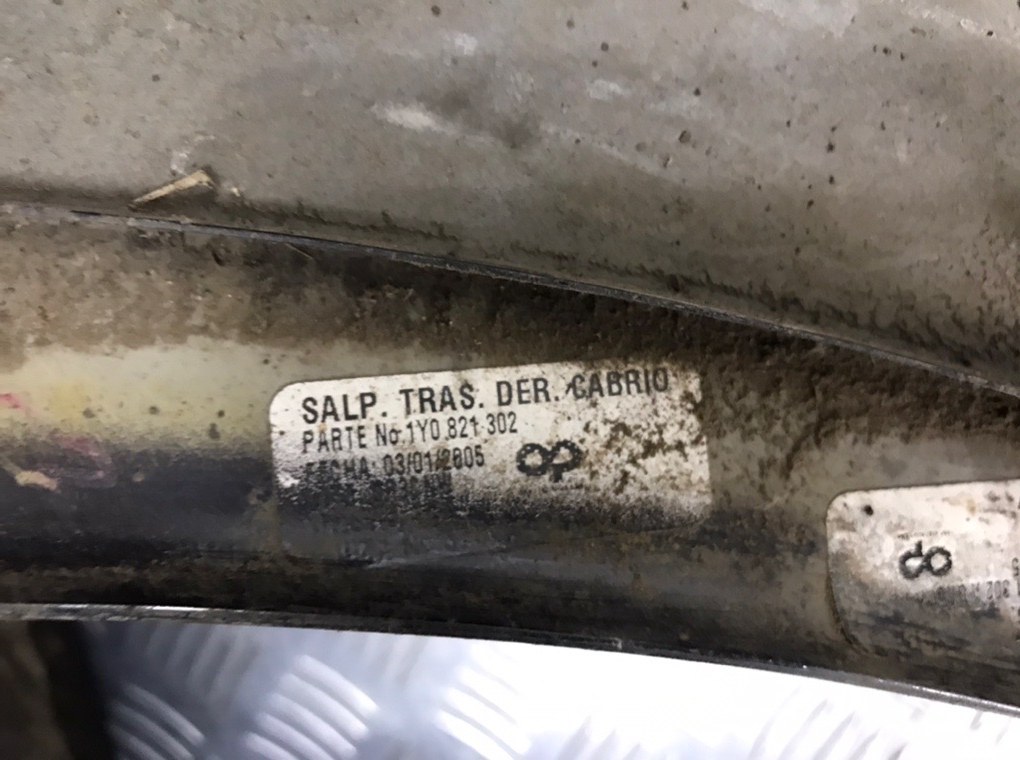 SALP. TRAS. DER. CABRIO
PARTE No. 1Y0 821 302
FECHA: 03/01/2005